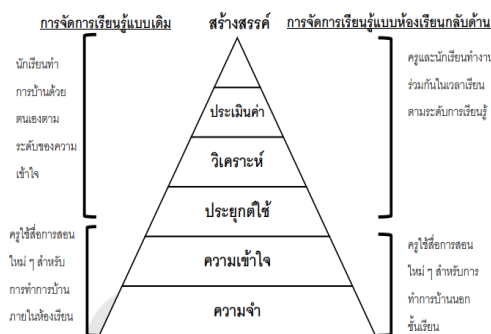 การจัดการเรียนรู้แบบเดิม
สร้างสรรค์
การจัดการเรียนรู้แบบห้องเรียนกลับด้าน
นักเรียนทำ
การบ้านด้วย
ตนเองตาม
ระดับของความ
เข้าใจ
ครูใช้สื่อการสอน
ใหม่ ๆ สำหรับ
การทำการบ้าน
ภายในห้องเรียน
ประเมินค่า
วิเคราะห์
ประยุกต์ใช้
ความเข้าใจ
ความจำ
ครูและนักเรียนทำงาน
ร่วมกันในเวลาเรียน
ตามระดับการเรียนรู้
ครูใช้สื่อการสอน
ใหม่ ๆ สำหรับการ
ทำการบ้านนอก
ชั้นเรียน